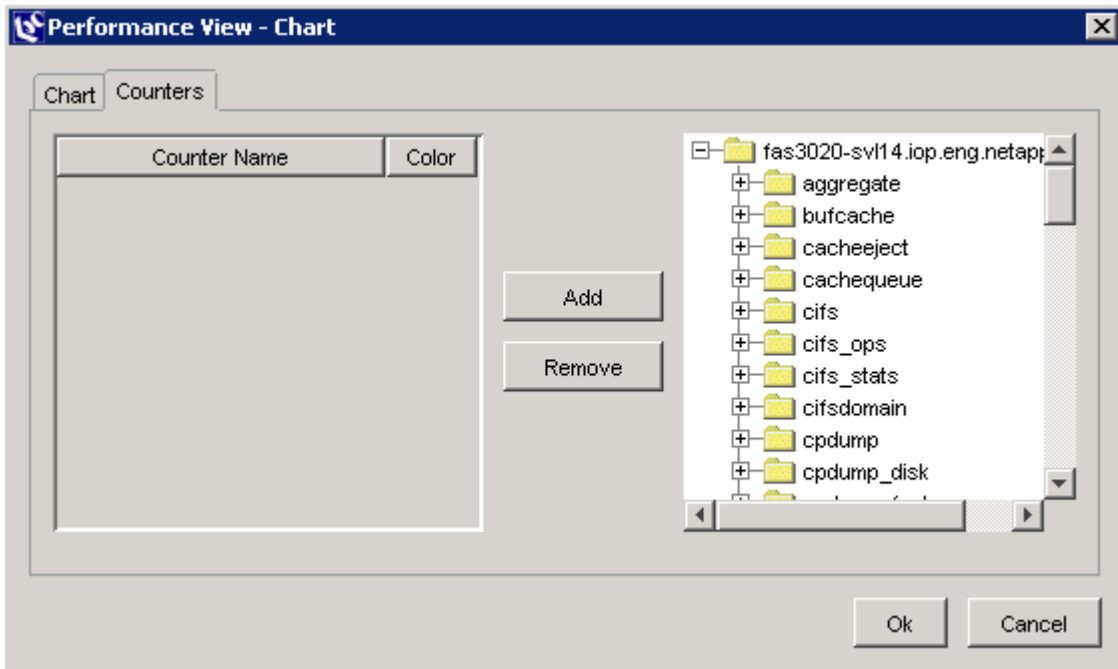 Performance View - Chart
Chart
Counters
Counter Name
Color
Add
Remove
fas3020-svl14.iop.eng.netapp
aggregate
bufcache
cacheeject
cachequeue
cifs
cifs_ops
cifs_stats
cifsdomain
cpdump
cpdump_disk
Ok
Cancel